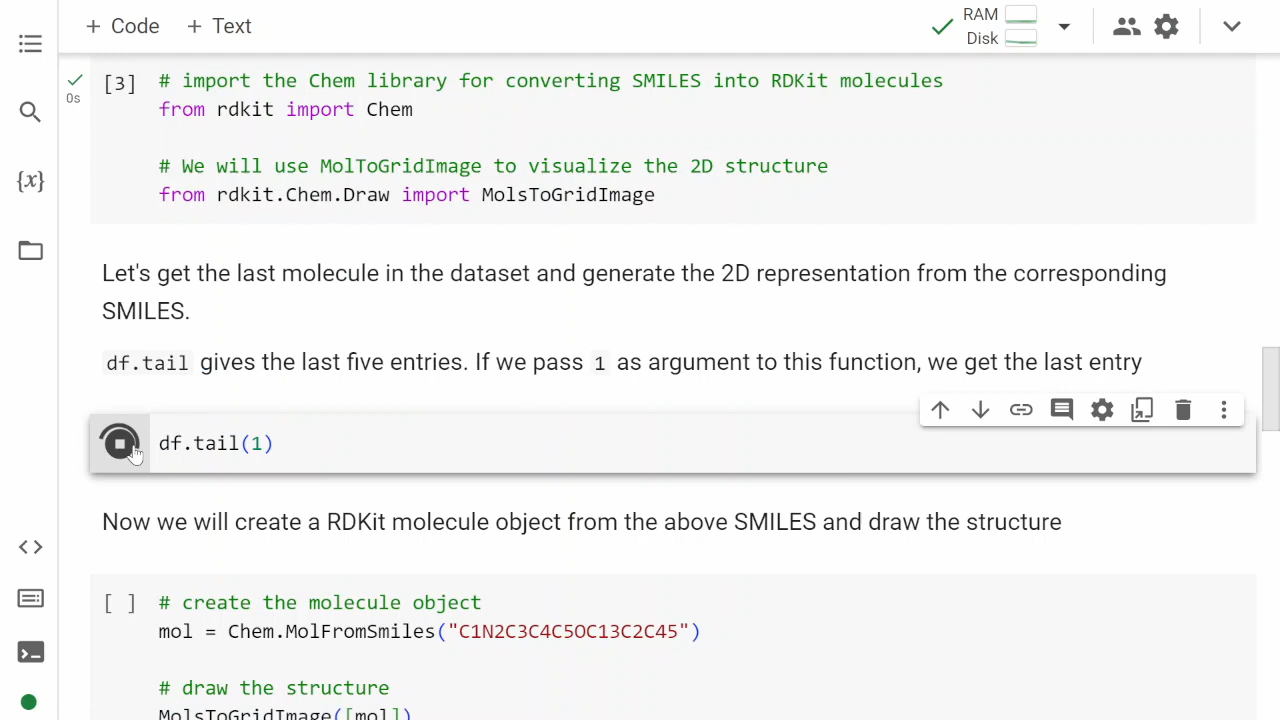 + Code + Text
RAM
Disk
{x}
[3] # import the Chem library for converting SMILES into RDKit molecules
0s
from rdkit import Chem
# We will use MolToGridImage to visualize the 2D structure
from rdkit.Chem.Draw import MolsToGridImage
Let's get the last molecule in the dataset and generate the 2D representation from the corresponding
SMILES.
df.tail gives the last five entries. If we pass 1 as argument to this function, we get the last entry
df.tail(1)
Now we will create a RDKit molecule object from the above SMILES and draw the structure
[ ] # create the molecule object
mol = Chem.MolFromSmiles("C1N2C3C4C5OC13C2C45")
# draw the structure
MolsToGridImage([mol])